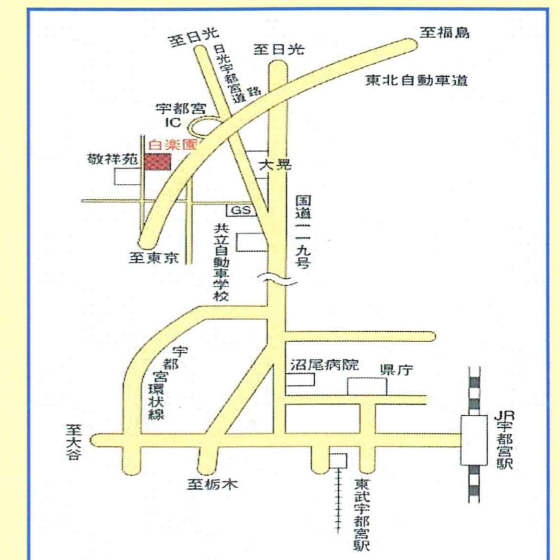 至日光
至日光
至福島
日光宇都宮道路
東北自動車道
宇都宮
IC
白楽園
敬祥苑
大晃
GS
国道一一九号
共立自動車学校
至東京
宇都宮環状線
沼尾病院
県庁
至大谷
JR宇都宮駅
至栃木
東武宇都宮駅